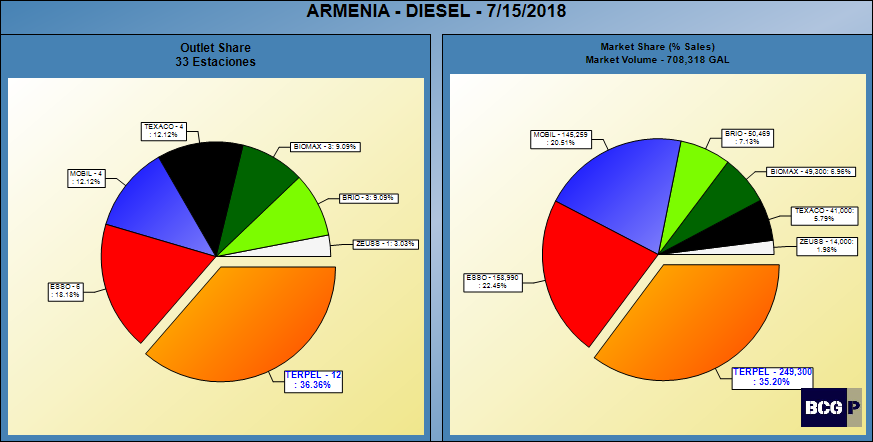 ARMENIA - DIESEL - 7/15/2018
Outlet Share
33 Estaciones
TEXACO - 4
: 12.12%
BIOMAX - 3: 9.09%
MOBIL - 4
: 12.12%
BRIO - 3: 9.09%
ZEUSS - 1: 3.03%
ESSO - 6
: 18.18%
TERPEL - 12
: 36.36%
Market Share (% Sales)
Market Volume - 708,318 GAL
MOBIL - 145,259
: 20.51%
BRIO - 50,469
: 7.13%
BIOMAX - 49,300: 6.96%
TEXACO - 41,000:
5.79%
ZEUSS - 14,000:
1.98%
ESSO - 158,990
: 22.45%
TERPEL - 249,300
: 35.20%
BCG P